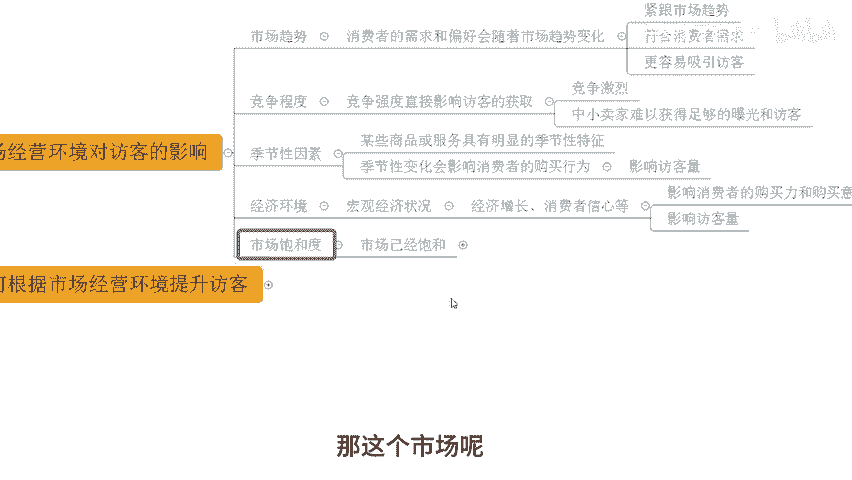 紧跟市场趋势
市场趋势 消费者的需求和偏好会随着市场趋势变化 符合消费者需求
更容易吸引访客
竞争激烈
竞争程度 竞争强度直接影响访客的获取
中小卖家难以获得足够的曝光和访客
某些商品或服务具有明显的季节性特征
场经营环境对访客的影响 季节性因素
季节性变化会影响消费者的购买行为 影响访客量
影响消费者的购买力和购买意
经济环境 宏观经济状况 经济增长、消费者信心等
影响访客量
市场饱和度 市场已经饱和
根据市场经营环境提升访客
那这个市场呢